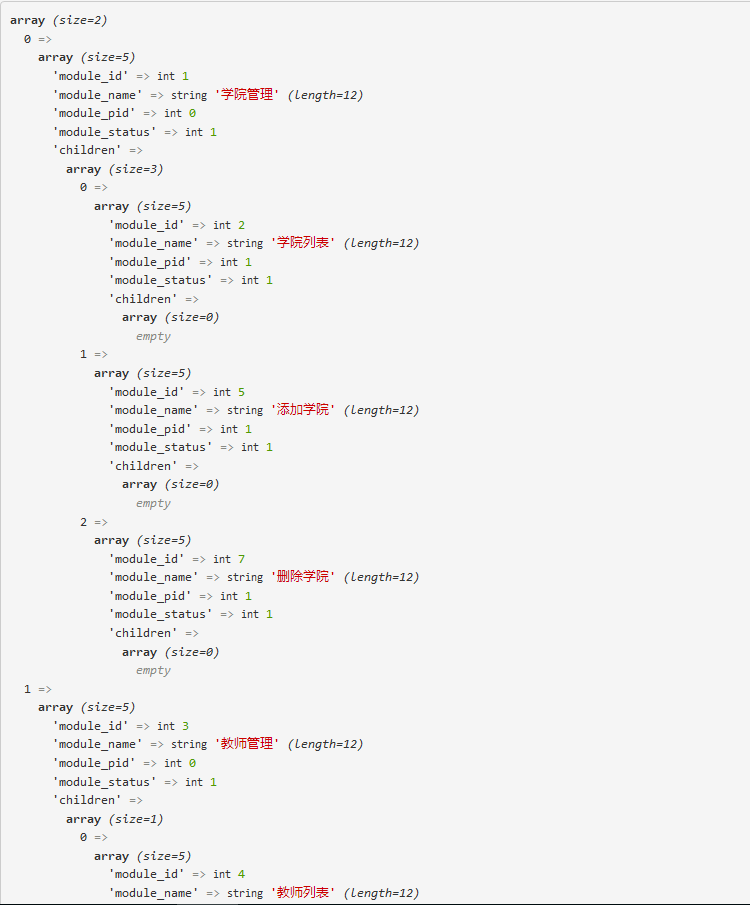 array (size=2)
0 =>
array (size=5)
'module_id' => int 1
'module_name' => string '学院管理' (length=12)
'module_pid' => int 0
'module_status' => int 1
'children' =>
array (size=3)
0 =>
array (size=5)
'module_id' => int 2
'module_name' => string '学院列表' (length=12)
'module_pid' => int 1
'module_status' => int 1
'children' =>
array (size=0)
empty
1 =>
array (size=5)
'module_id' => int 5
'module_name' => string '添加学院' (length=12)
'module_pid' => int 1
'module_status' => int 1
'children' =>
array (size=0)
empty
2 =>
array (size=5)
'module_id' => int 7
'module_name' => string '删除学院' (length=12)
'module_pid' => int 1
'module_status' => int 1
'children' =>
array (size=0)
empty
1 =>
array (size=5)
'module_id' => int 3
'module_name' => string '教师管理' (length=12)
'module_pid' => int 0
'module_status' => int 1
'children' =>
array (size=1)
0 =>
array (size=5)
'module_id' => int 4
'module_name' => string '教师列表' (length=12)